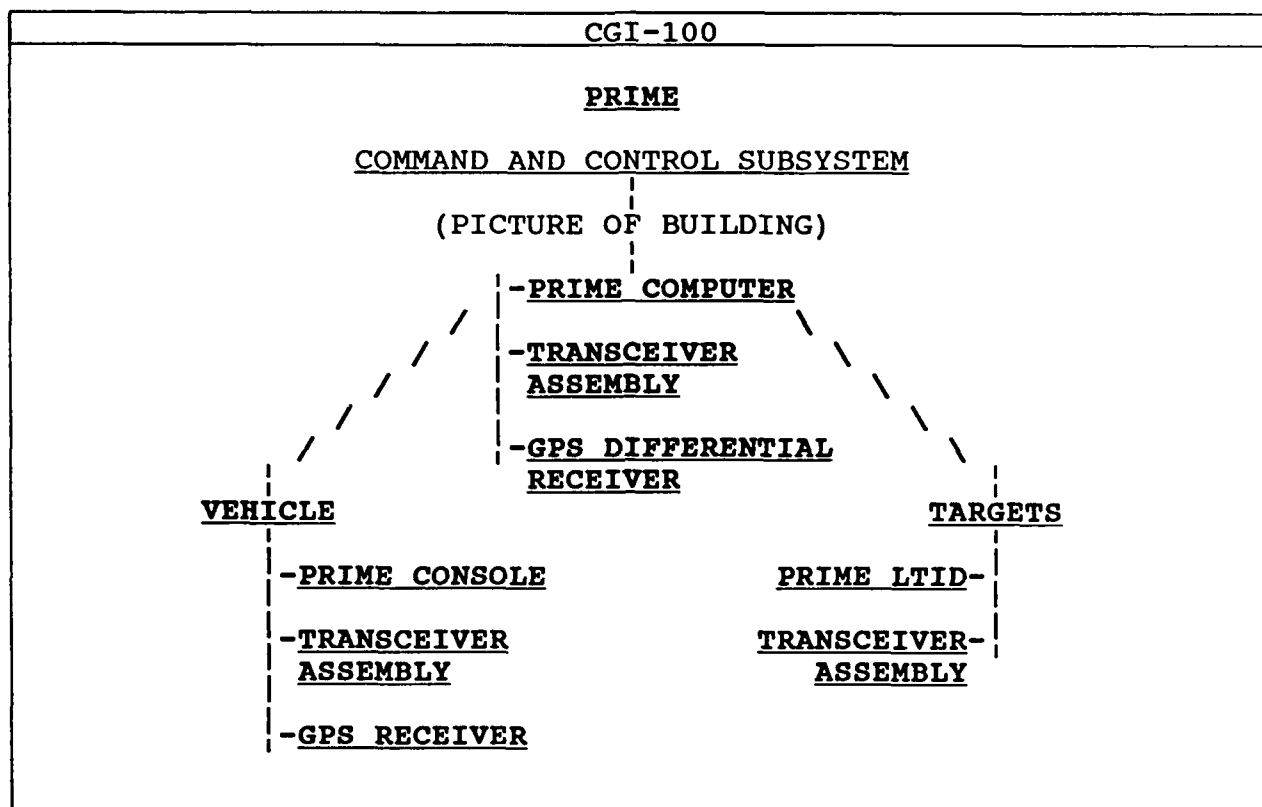 CGI-100
PRIME
COMMAND AND CONTROL SUBSYSTEM
(PICTURE OF BUILDING)
-PRIME COMPUTER
-TRANSCEIVER
ASSEMBLY
-GPS DIFFERENTIAL
RECEIVER
VEHICLE
-PRIME CONSOLE
-TRANSCEIVER
ASSEMBLY
-GPS RECEIVER
TARGETS
PRIME LTID-
TRANSCEIVER-
ASSEMBLY